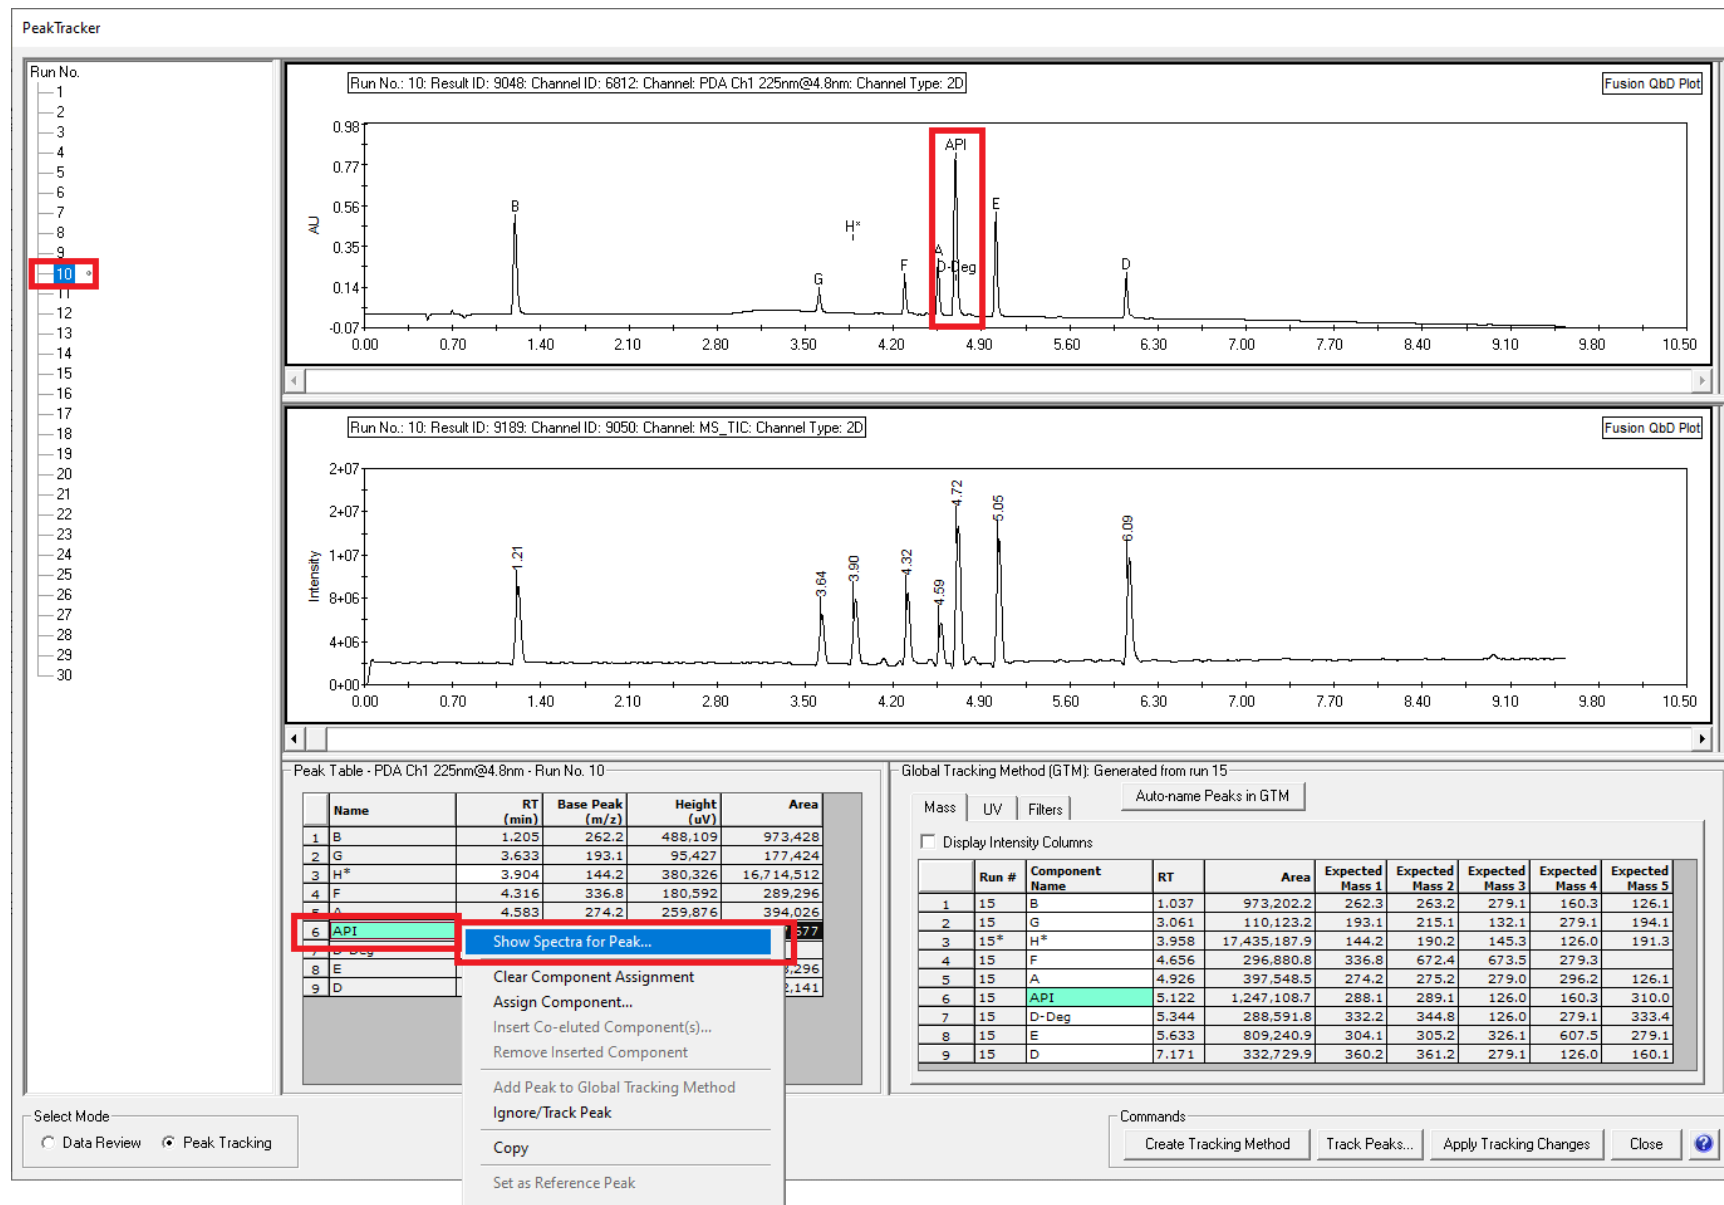 PeakTracker
Run No.
1
2
3
4
5
6
7
8
9
10
11
12
13
14
15
16
17
18
19
20
21
22
23
24
25
26
27
28
29
30
Run No.: 10: Result ID: 9048: Channel ID: 6812: Channel: PDA Ch1 225nm@4.8nm: Channel Type: 2D
Fusion QbD Plot
0.98
0.77
0.56
0.35
0.14
-0.07
AU
B
G
H*
F
A
D-Deg
API
E
D
0.00 0.70 1.40 2.10 2.80 3.50 4.20 4.90 5.60 6.30 7.00 7.70 8.40 9.10 9.80 10.50
Run No.: 10: Result ID: 9189: Channel ID: 9050: Channel: MS_TIC: Channel Type: 2D
Fusion QbD Plot
2+07
2+07
1+07
8+06
4+06
0+00
Intensity
1.21
3.64
3.90
4.32
4.59
4.72
5.05
6.09
0.00 0.70 1.40 2.10 2.80 3.50 4.20 4.90 5.60 6.30 7.00 7.70 8.40 9.10 9.80 10.50
Peak Table - PDA Ch1 225nm@4.8nm - Run No. 10
Name RT (min) Base Peak (m/z) Height (uV) Area
1 B 1.205 262.2 488,109 973,428
2 G 3.633 193.1 95,427 177,424
3 H* 3.904 144.2 380,326 16,714,512
4 F 4.316 336.8 180,592 289,296
5 A 4.583 274.2 259,876 394,026
6 API 577
7 D-Deg
8 E ,296
9 D 2,141
Show Spectra for Peak...
Clear Component Assignment
Assign Component...
Insert Co-eluted Component(s)...
Remove Inserted Component
Add Peak to Global Tracking Method
Ignore/Track Peak
Copy
Set as Reference Peak
Global Tracking Method (GTM): Generated from run 15
Mass UV Filters
Auto-name Peaks in GTM
Display Intensity Columns
Run # Component Name RT Area Expected Mass 1 Expected Mass 2 Expected Mass 3 Expected Mass 4 Expected Mass 5
1 15 B 1.037 973,202.2 262.3 263.2 279.1 160.3 126.1
2 15 G 3.061 110,123.2 193.1 215.1 132.1 279.1 194.1
3 15* H* 3.958 17,435,187.9 144.2 190.2 145.3 126.0 191.3
4 15 F 4.656 296,880.8 336.8 672.4 673.5 279.3
5 15 A 4.926 397,548.5 274.2 275.2 279.0 296.2 126.1
6 15 API 5.122 1,247,108.7 288.1 289.1 126.0 160.3 310.0
7 15 D-Deg 5.344 288,591.8 332.2 344.8 126.0 279.1 333.4
8 15 E 5.633 809,240.9 304.1 305.2 326.1 607.5 279.1
9 15 D 7.171 332,729.9 360.2 361.2 279.1 126.0 160.1
Select Mode
Data Review Peak Tracking
Commands
Create Tracking Method Track Peaks... Apply Tracking Changes Close ?